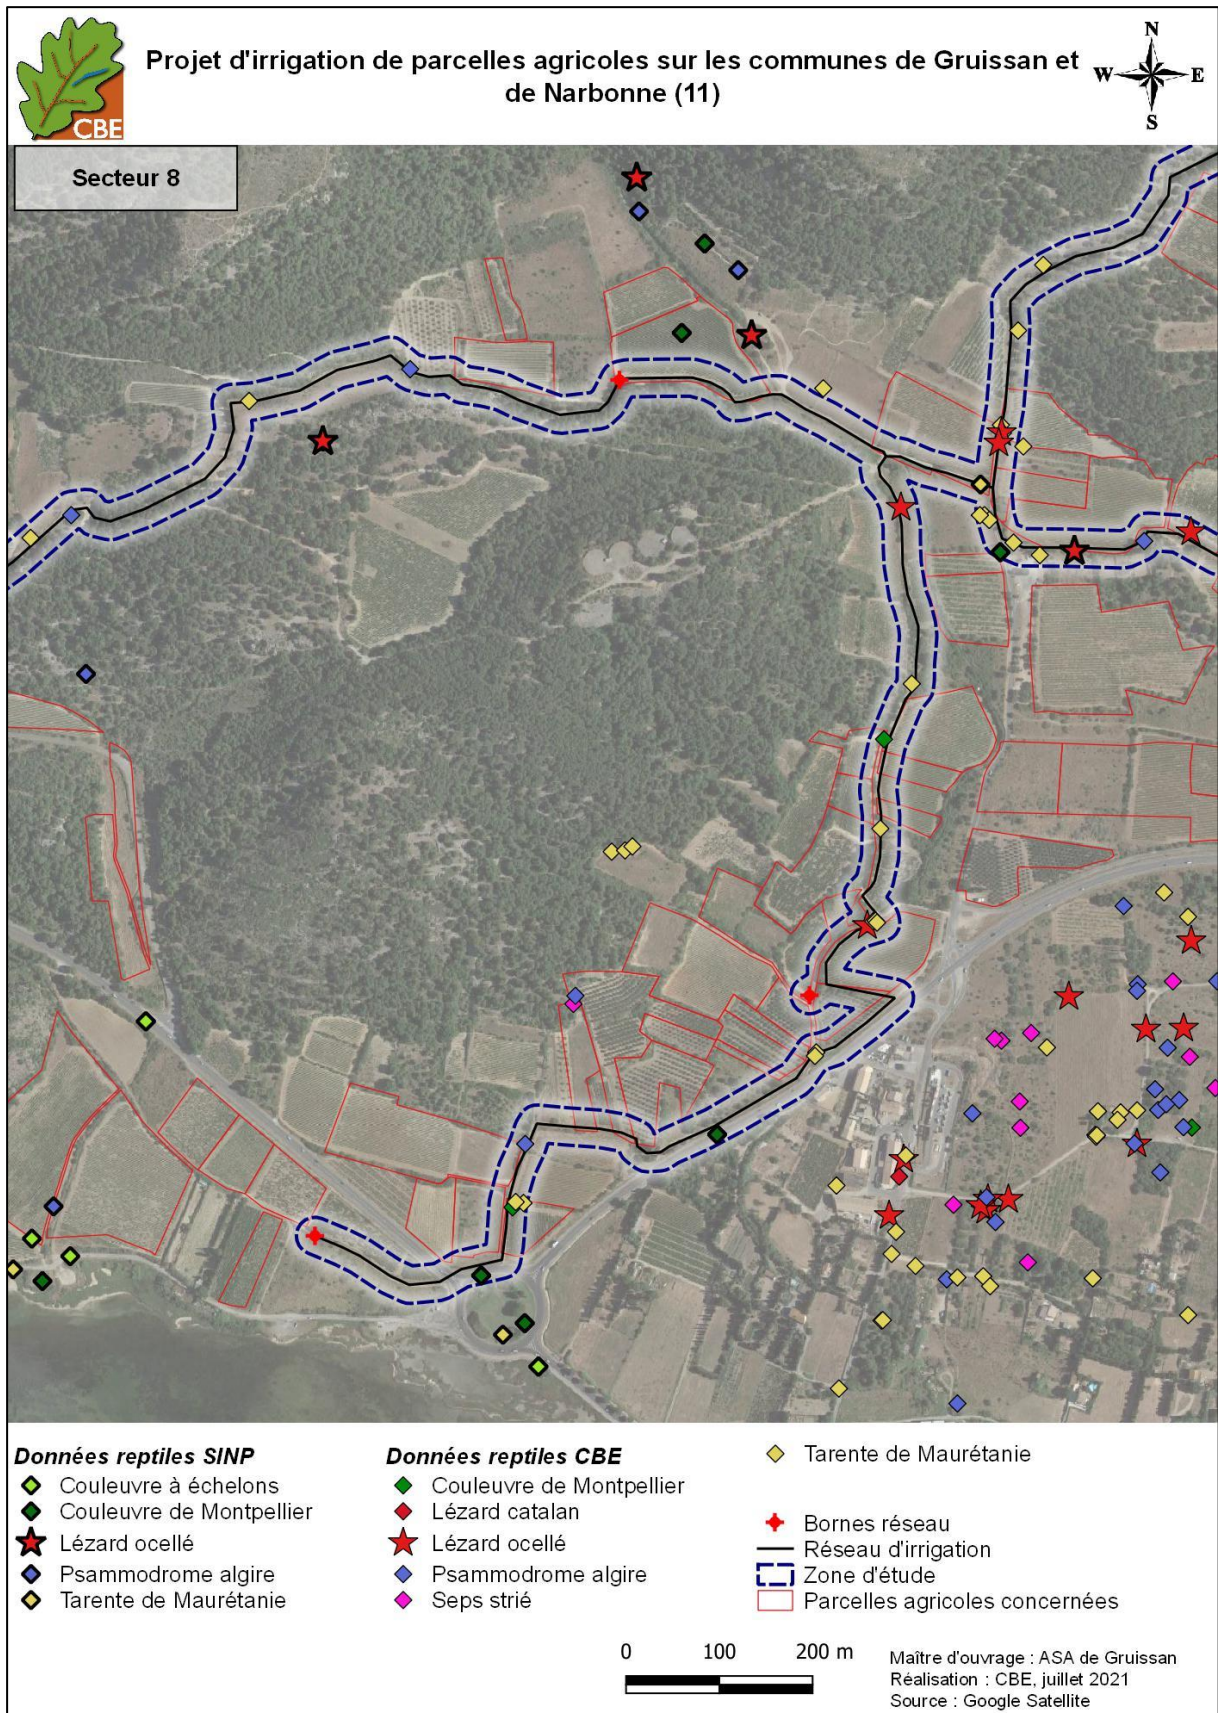 Projet d'irrigation de parcelles agricoles sur les communes de Gruissan et
de Narbonne (11)
CBE
N
W
E
S
Secteur 8
Données reptiles SINP
Couleuvre à échelons
Couleuvre de Montpellier
Lézard ocellé
Psammodrome algire
Tarente de Maurétanie
Données reptiles CBE
Couleuvre de Montpellier
Lézard catalan
Lézard ocellé
Psammodrome algire
Seps strié
Tarente de Maurétanie
Bornes réseau
Réseau d'irrigation
Zone d'étude
Parcelles agricoles concernées
0 100 200 m
Maître d'ouvrage : ASA de Gruissan
Réalisation : CBE, juillet 2021
Source : Google Satellite